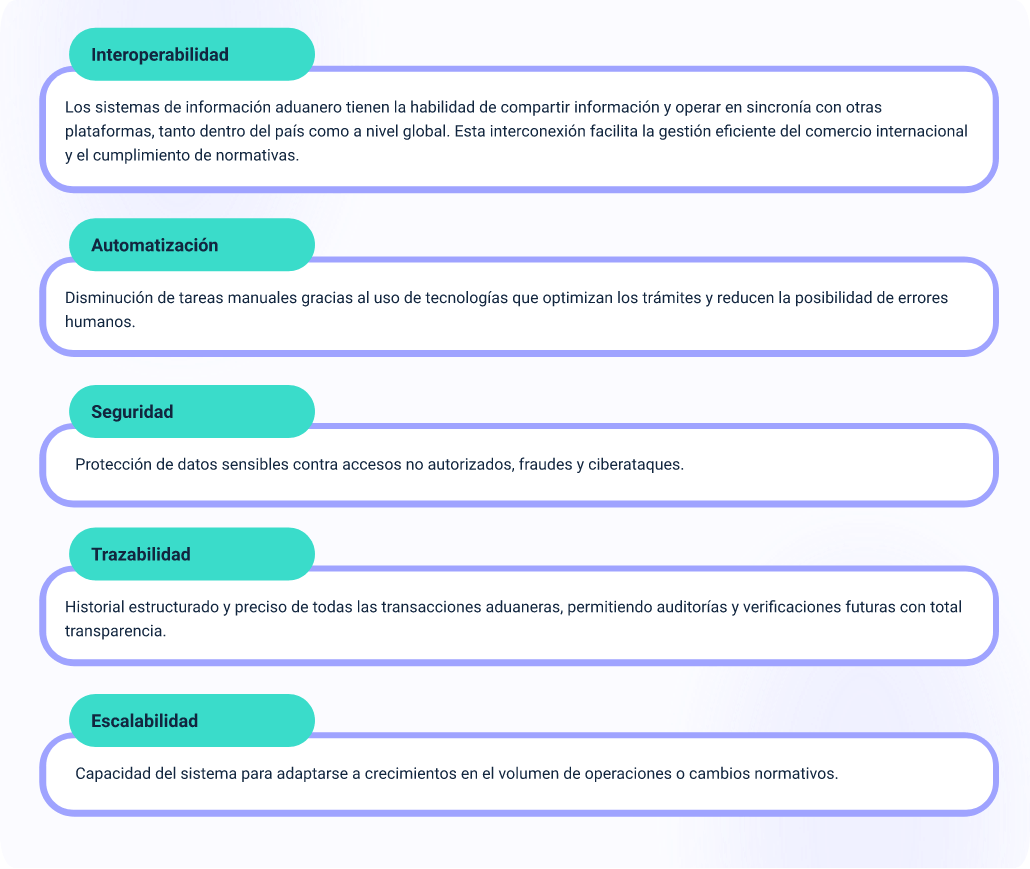 Interoperabilidad
Los sistemas de información aduanero tienen la habilidad de compartir información y operar en sincronía con otras
plataformas, tanto dentro del país como a nivel global. Esta interconexión facilita la gestión eficiente del comercio internacional
y el cumplimiento de normativas.
Automatización
Disminución de tareas manuales gracias al uso de tecnologías que optimizan los trámites y reducen la posibilidad de errores
humanos.
Seguridad
Protección de datos sensibles contra accesos no autorizados, fraudes y ciberataques.
Trazabilidad
Historial estructurado y preciso de todas las transacciones aduaneras, permitiendo auditorías y verificaciones futuras con total
transparencia.
Escalabilidad
Capacidad del sistema para adaptarse a crecimientos en el volumen de operaciones o cambios normativos.